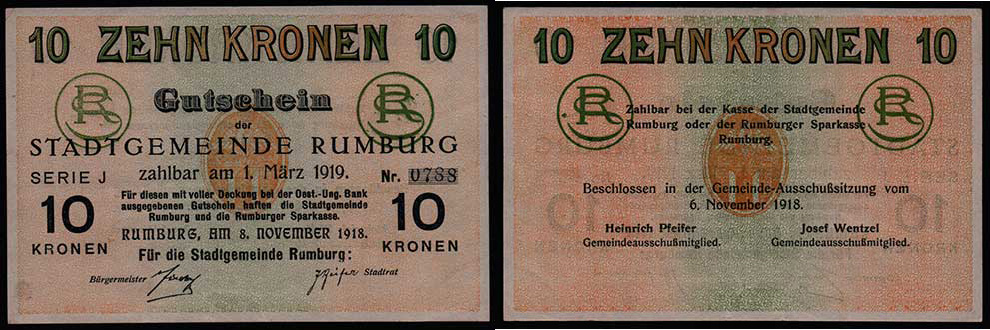 10 ZEHN KRONEN 10
RS RS
Gutschein
der
STADTGEMEINDE RUMBURG
zahlbar am 1. März 1919.
SERIE J
Nr. 0788
Für diesen mit voller Deckung bei der Oest.-Ung. Bank
ausgegebenen Gutschein haften die Stadtgemeinde
Rumburg und die Rumburger Sparkasse.
10
KRONEN
10
KRONEN
RUMBURG, AM 8. NOVEMBER 1918.
Für die Stadtgemeinde Rumburg:
Bürgermeister
Stadtrat
10 ZEHN KRONEN 10
RS RS
Zahlbar bei der Kasse der Stadtgemeinde
Rumburg oder der Rumburger Sparkasse
Rumburg.
Beschlossen in der Gemeinde-Ausschußsitzung vom
6. November 1918.
Heinrich Pfeifer
Gemeindeausschußmitglied.
Josef Wentzel
Gemeindeausschußmitglied.